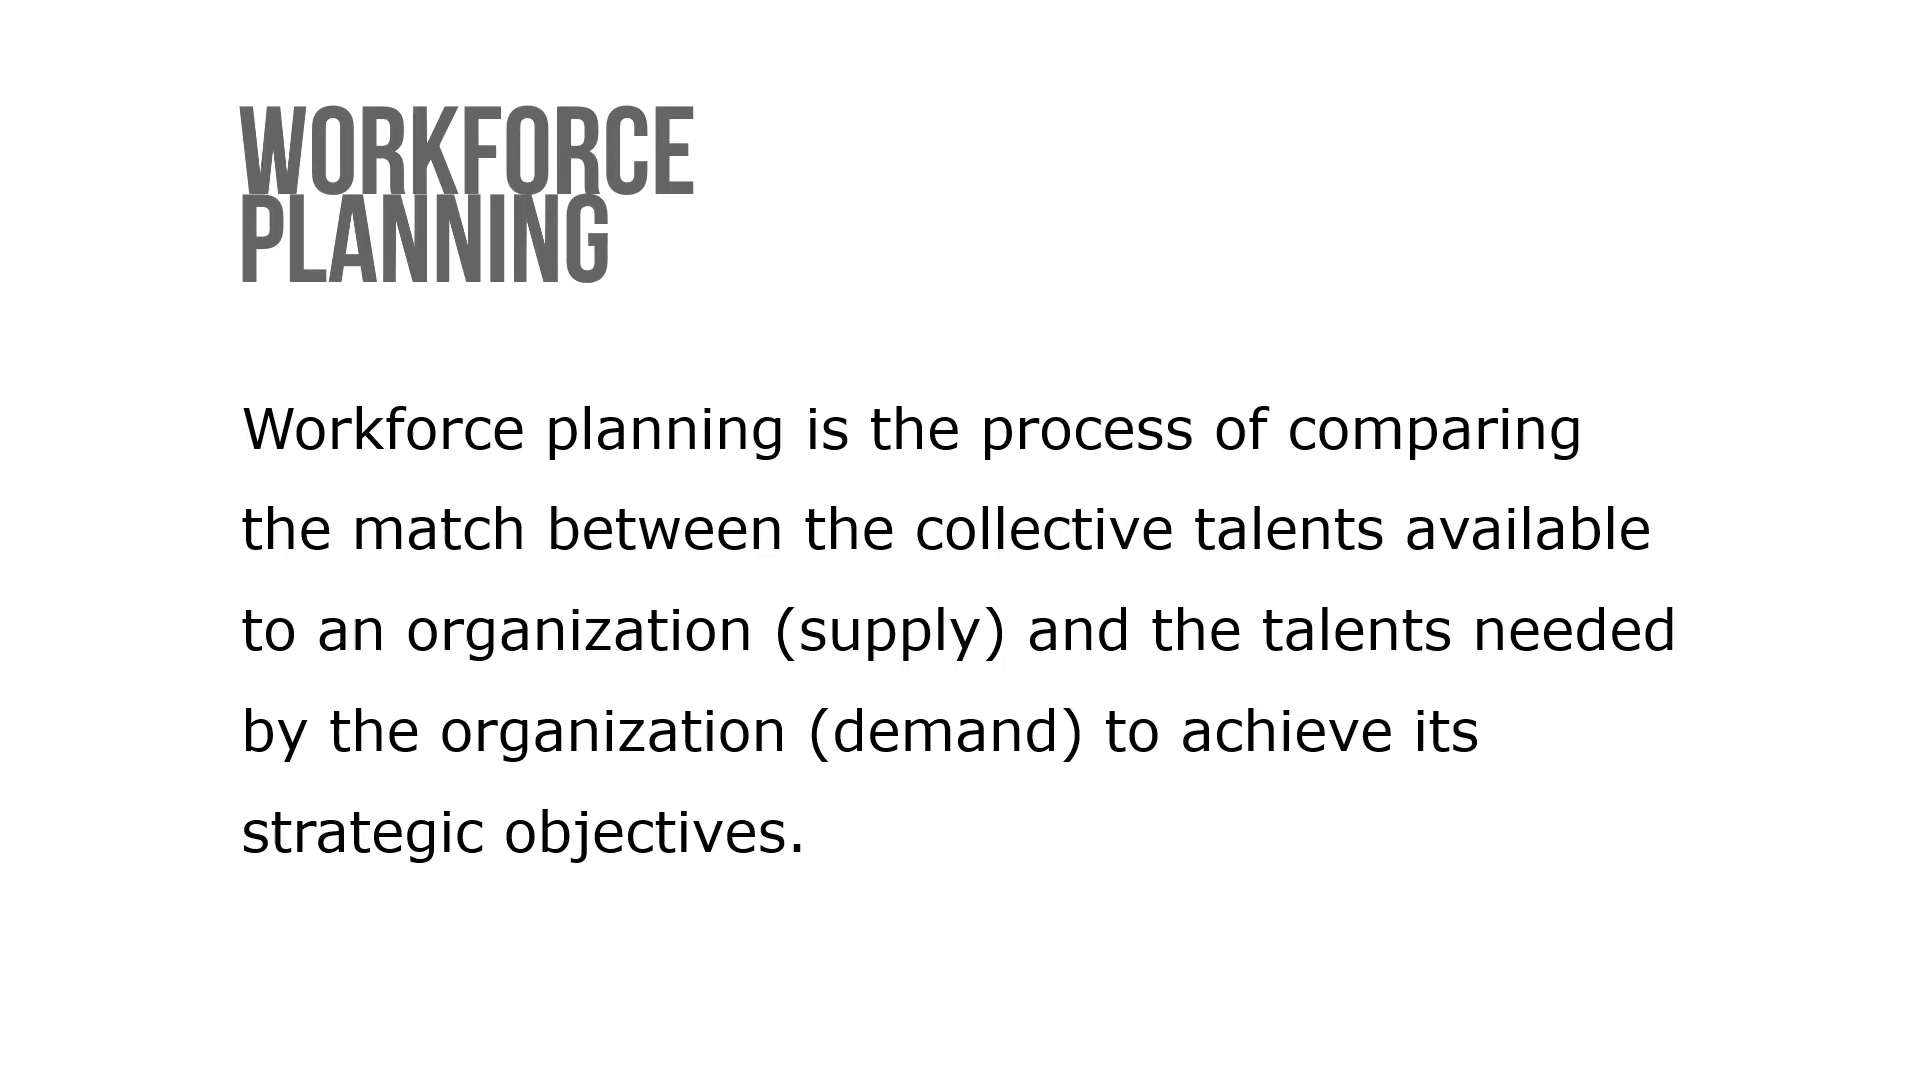 WORKFORCE
PLANNING
Workforce planning is the process of comparing
the match between the collective talents available
to an organization (supply) and the talents needed
by the organization (demand) to achieve its
strategic objectives.